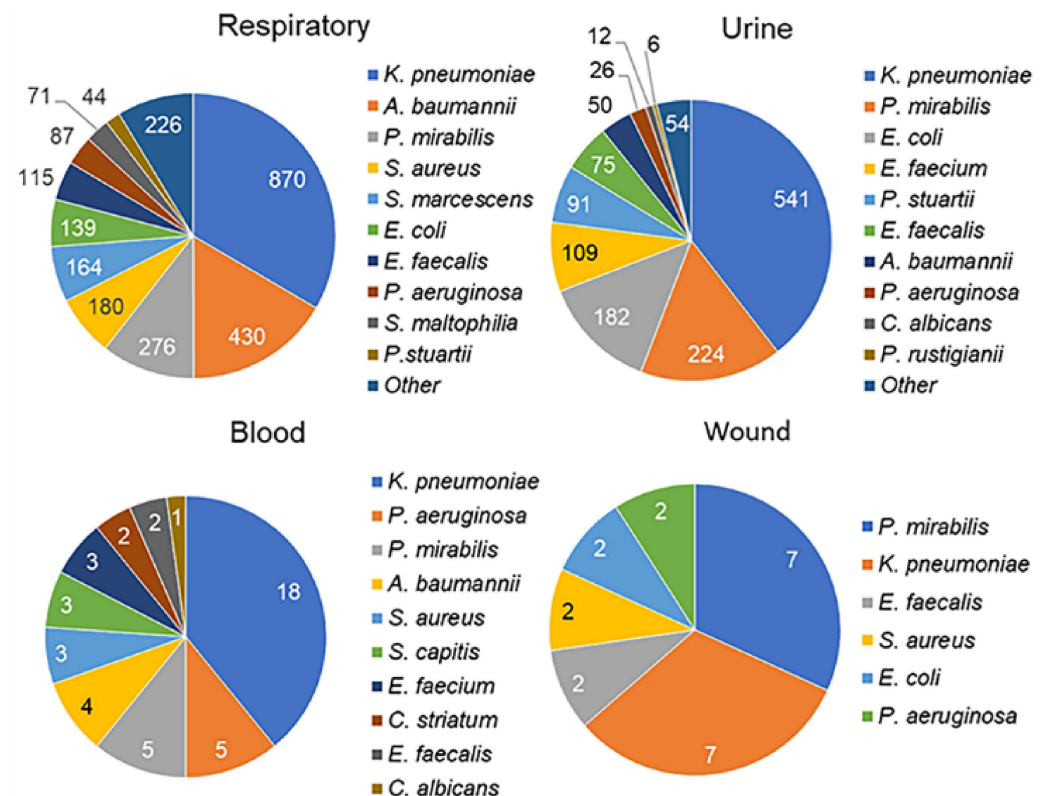 Respiratory
44
71
87
115
226
870
139
164
180
276
430
K. pneumoniae
A. baumannii
P. mirabilis
S. aureus
S. marcescens
E. coli
E. faecalis
P. aeruginosa
S. maltophilia
P.stuartii
Other
Urine
12
6
26
50
54
75
541
91
109
182
224
K. pneumoniae
P. mirabilis
E. coli
E. faecium
P. stuartii
E. faecalis
A. baumannii
P. aeruginosa
C. albicans
P. rustigianii
Other
Blood
1
2
2
3
18
3
3
4
5
5
K. pneumoniae
P. aeruginosa
P. mirabilis
A. baumannii
S. aureus
S. capitis
E. faecium
C. striatum
E. faecalis
C. albicans
Wound
2
2
7
2
2
7
P. mirabilis
K. pneumoniae
E. faecalis
S. aureus
E. coli
P. aeruginosa